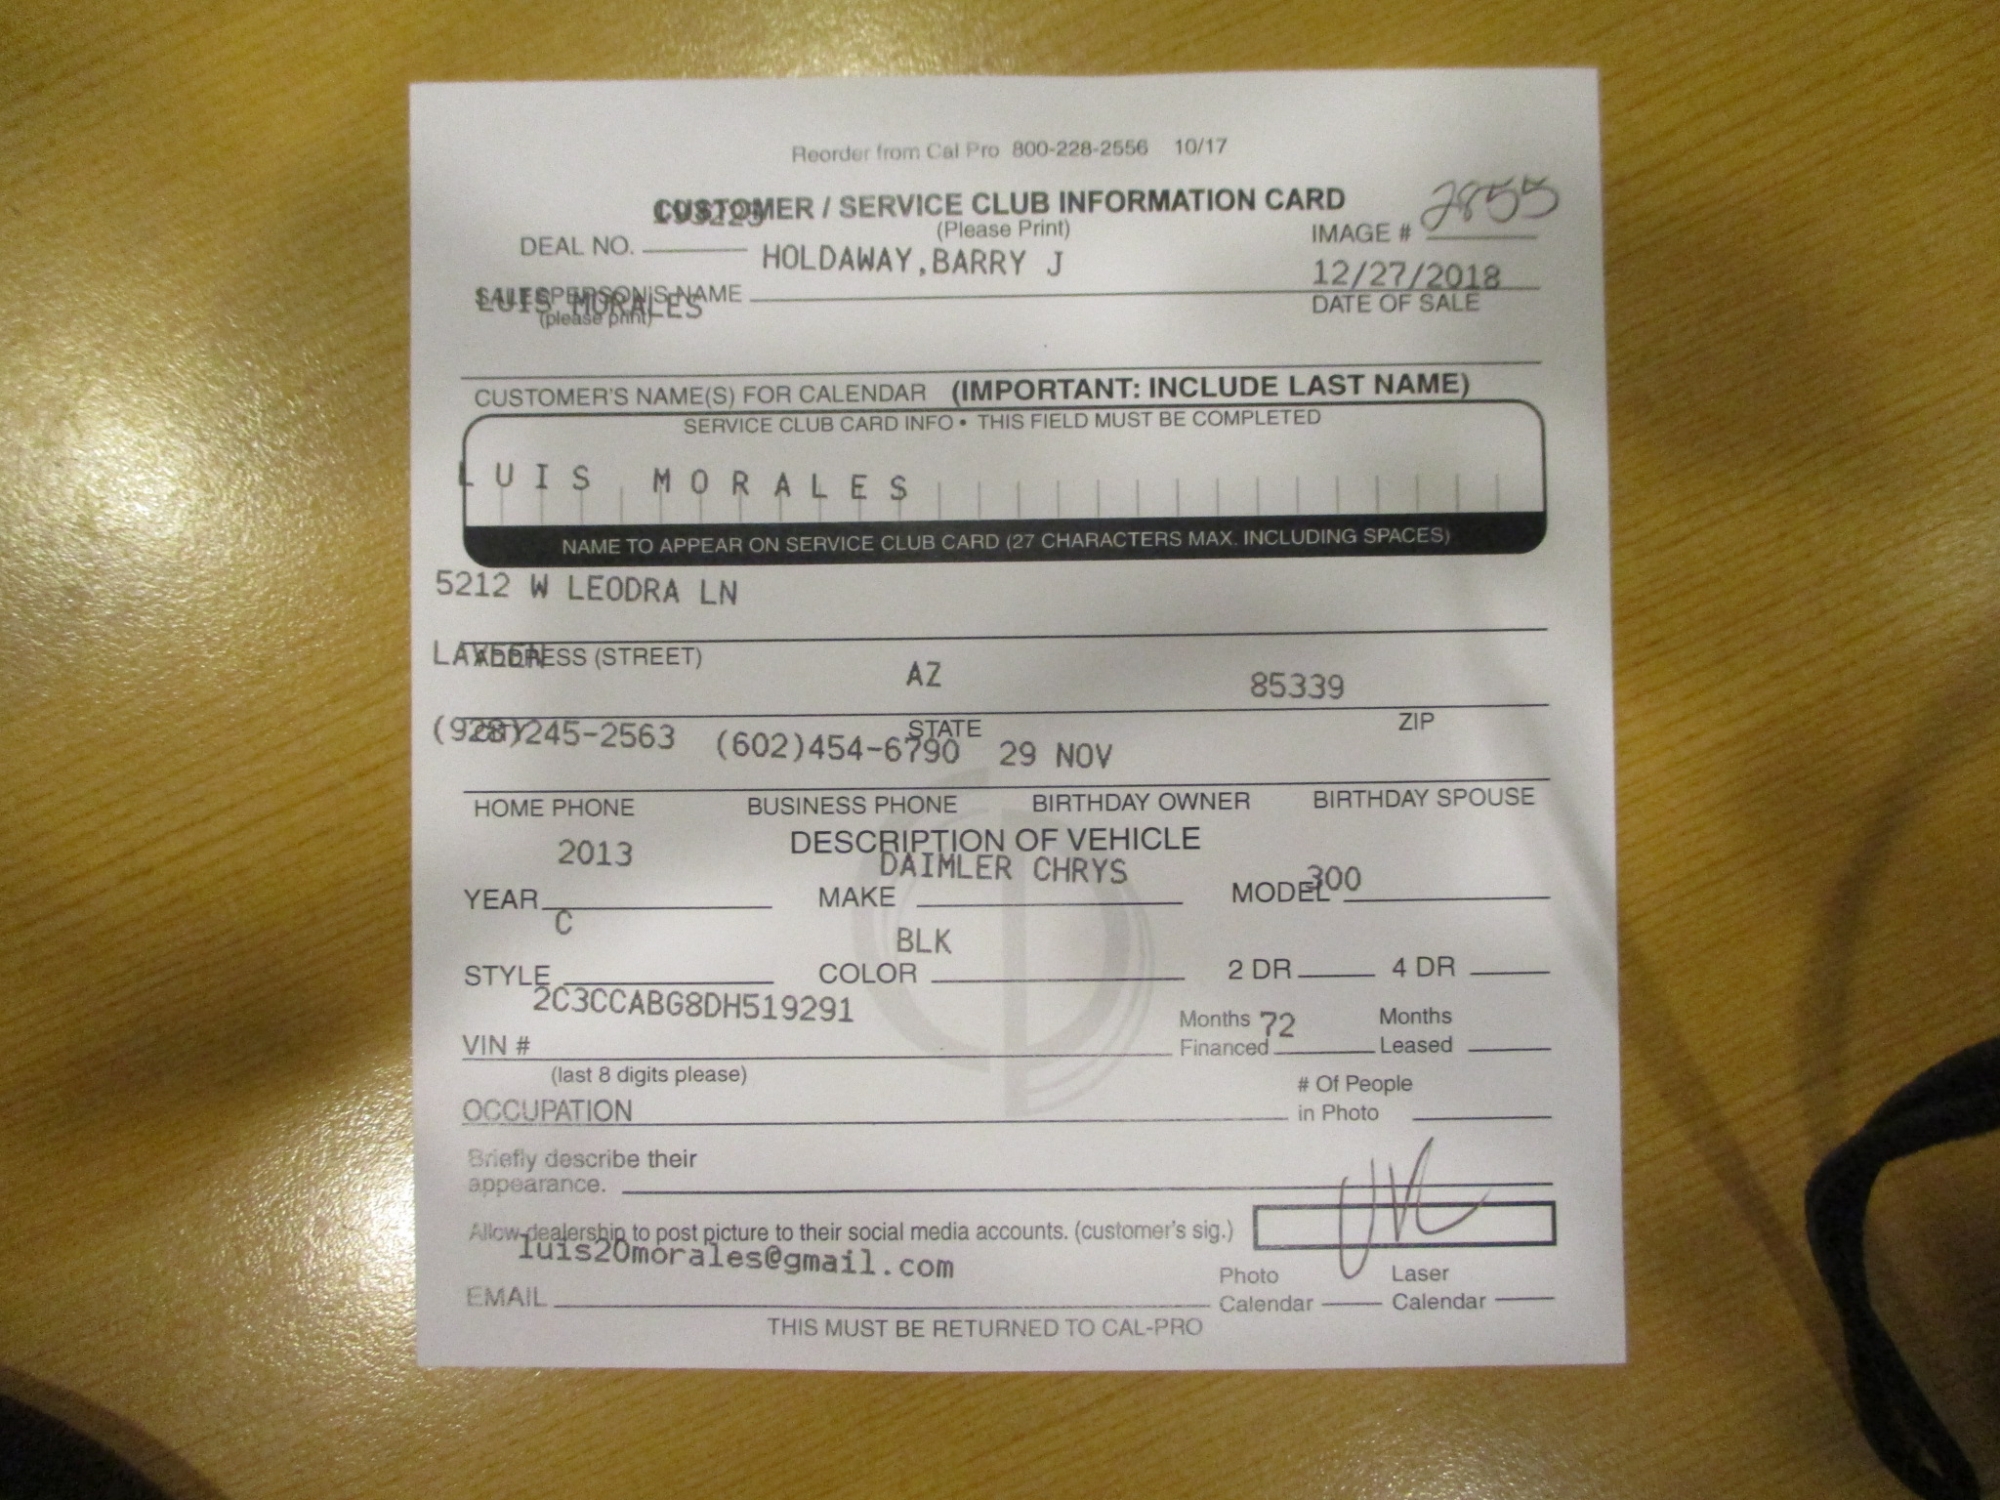 Reorder from Cal Pro 800-228-2556 10/17
CUSTOMER / SERVICE CLUB INFORMATION CARD
(Please Print)
DEAL NO. IMAGE # 2855
HOLDAWAY,BARRY J 12/27/2018
SALESPERSON'S NAME DATE OF SALE
LUIS MORALES
(please print)
CUSTOMER'S NAME(S) FOR CALENDAR (IMPORTANT: INCLUDE LAST NAME)
SERVICE CLUB CARD INFO • THIS FIELD MUST BE COMPLETED
LUIS MORALES
NAME TO APPEAR ON SERVICE CLUB CARD (27 CHARACTERS MAX. INCLUDING SPACES)
5212 W LEODRA LN
ADDRESS (STREET)
LAVEEN AZ 85339
CITY STATE ZIP
(928)245-2563 (602)454-6790 29 NOV
HOME PHONE BUSINESS PHONE BIRTHDAY OWNER BIRTHDAY SPOUSE
DESCRIPTION OF VEHICLE
2013 DAIMLER CHRYS 300
YEAR MAKE MODEL
C BLK
STYLE COLOR 2 DR 4 DR
2C3CCABG8DH519291
VIN # Months Financed 72 Months Leased
(last 8 digits please)
OCCUPATION # Of People in Photo
Briefly describe their
appearance.
Allow dealership to post picture to their social media accounts. (customer's sig.)
luis20morales@gmail.com
EMAIL Photo Calendar Laser Calendar
THIS MUST BE RETURNED TO CAL-PRO